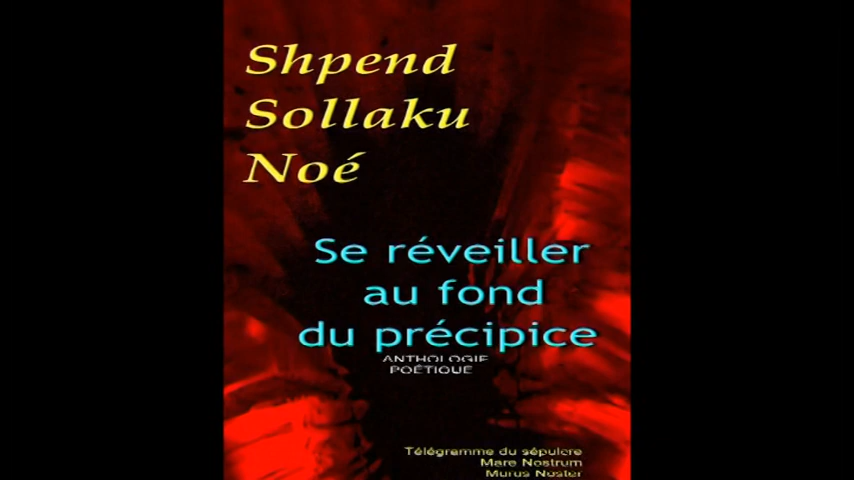 Shpend
Sollaku
Noé
Se réveiller
au fond
du précipice
ANTHOLOGIE
POÉTIQUE
Télégramme du sépulcre
Mare Nostrum
Murus Noster